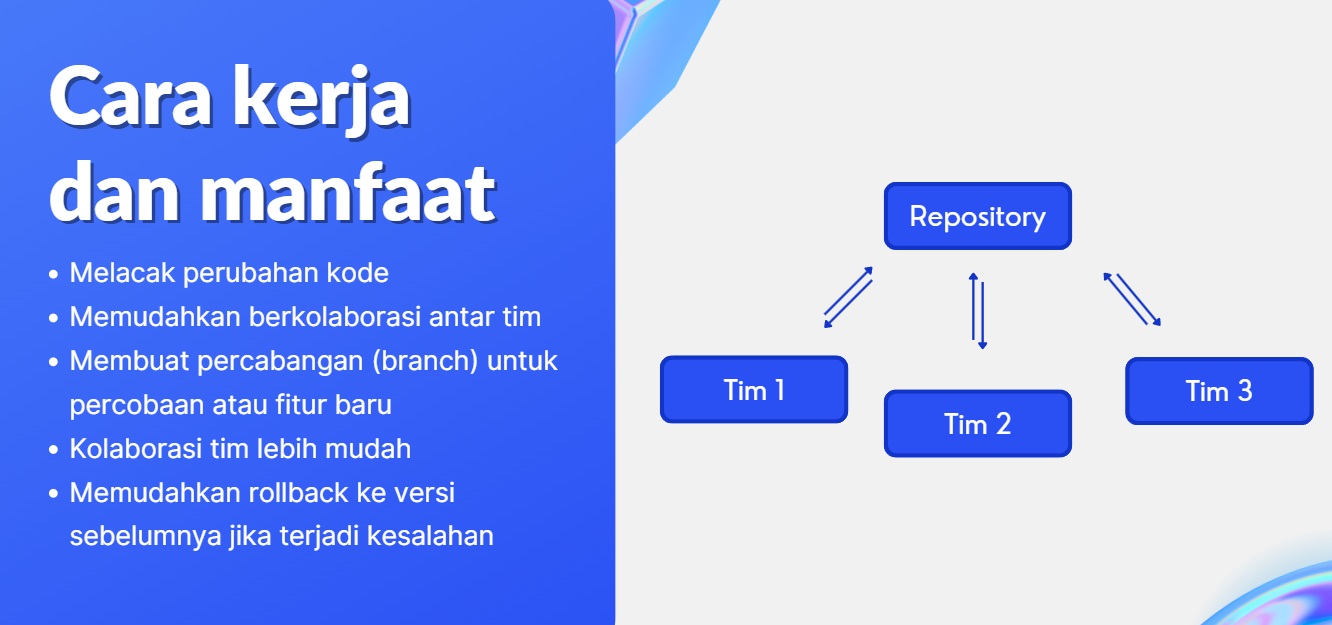 Cara kerja
dan manfaat
• Melacak perubahan kode
• Memudahkan berkolaborasi antar tim
• Membuat percabangan (branch) untuk
percobaan atau fitur baru
• Kolaborasi tim lebih mudah
• Memudahkan rollback ke versi
sebelumnya jika terjadi kesalahan
Repository
Tim 1
Tim 2
Tim 3